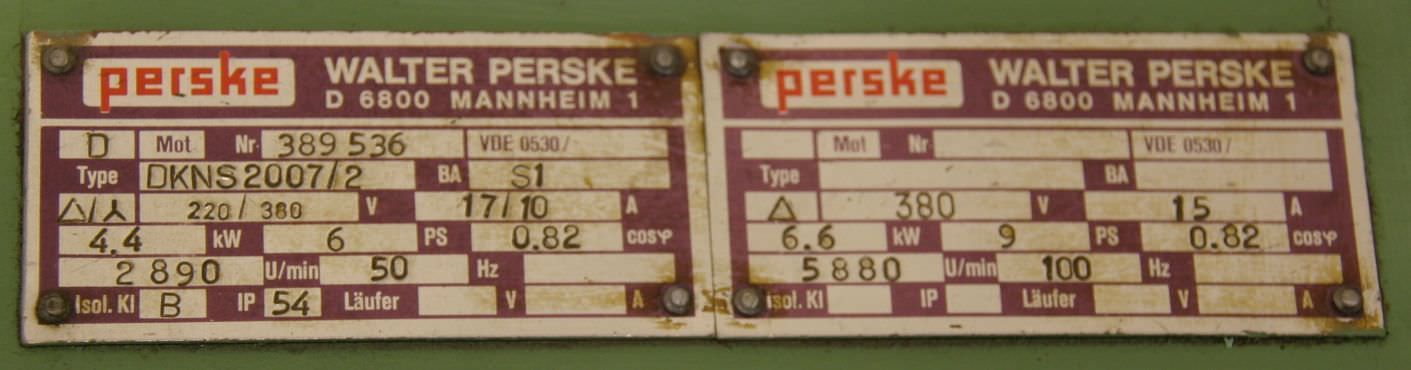 perske WALTER PERSKE
D 6800 MANNHEIM 1
D Mot Nr. 389 536 VDE 0530/
Type DKNS 2007/2 BA S1
△/⅄ 220/380 V 17/10 A
4.4 kW 6 PS 0.82 cosφ
2 890 U/min 50 Hz
Isol. Kl B IP 54 Läufer V A
perske WALTER PERSKE
D 6800 MANNHEIM 1
Mot Nr. VDE 0530/
Type BA
△ 380 V 15 A
6.6 kW 9 PS 0.82 cosφ
5 880 U/min 100 Hz
Isol. Kl IP Läufer V A